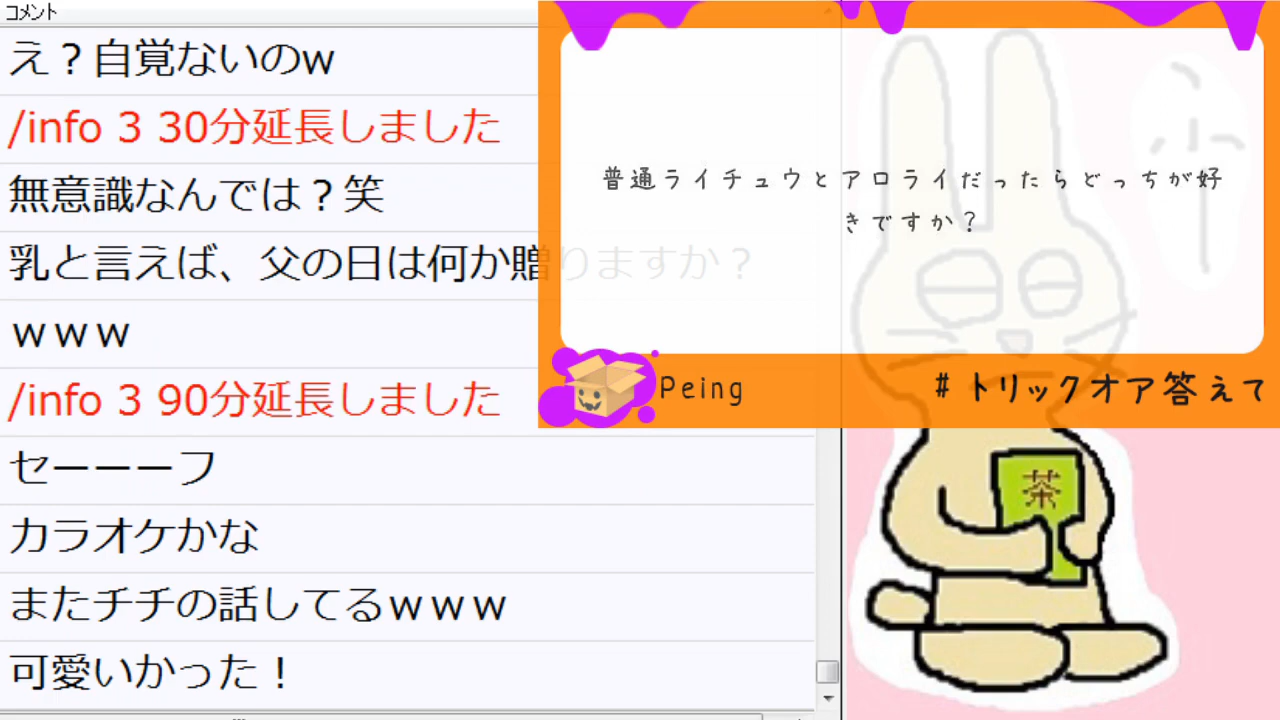 コメント
え？自覚ないのw
/info 3 30分延長しました
無意識なんでは？笑
乳と言えば、父の日は何か贈りますか？
ｗｗｗ
/info 3 90分延長しました
セーーーフ
カラオケかな
またチチの話してるｗｗｗ
可愛いかった！
普通ライチュウとアロライだったらどっちが好
きですか？
Peing
#トリックオア答えて
茶